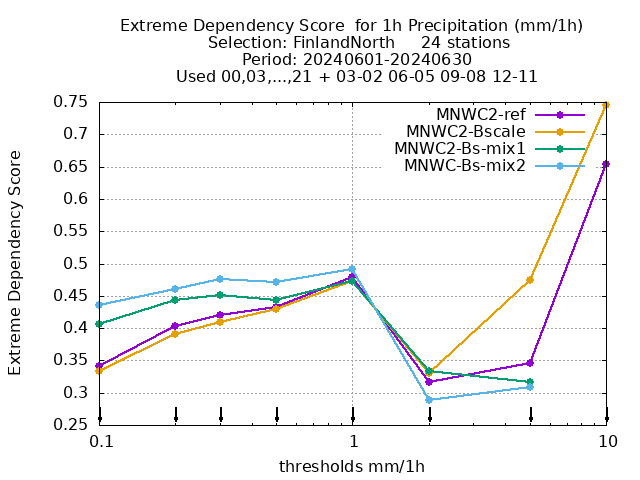 Extreme Dependency Score  for 1h Precipitation (mm/1h)
Selection: FinlandNorth     24 stations
Period: 20240601-20240630
Used 00,03,...,21 + 03-02 06-05 09-08 12-11
MNWC2-ref
MNWC2-Bscale
MNWC2-Bs-mix1
MNWC-Bs-mix2
Extreme Dependency Score
0.75
0.7
0.65
0.6
0.55
0.5
0.45
0.4
0.35
0.3
0.25
0.1 1 10
thresholds mm/1h